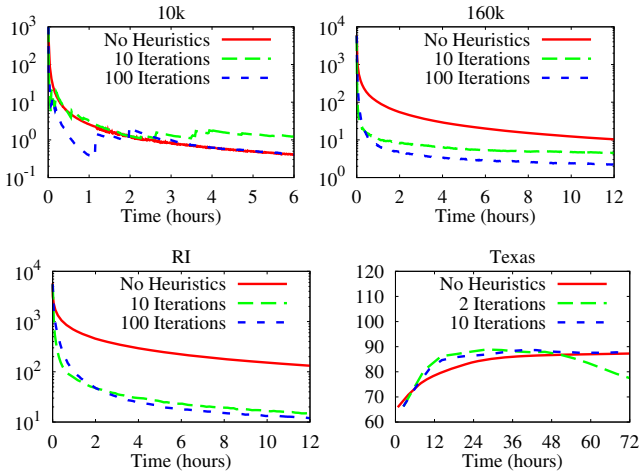 10k
10^3
10^2
10^1
10^0
10^-1
No Heuristics
10 Iterations
100 Iterations
0 1 2 3 4 5 6
Time (hours)
160k
10^4
10^3
10^2
10^1
10^0
No Heuristics
10 Iterations
100 Iterations
0 2 4 6 8 10 12
Time (hours)
RI
10^4
10^3
10^2
10^1
No Heuristics
10 Iterations
100 Iterations
0 2 4 6 8 10 12
Time (hours)
Texas
120
110
100
90
80
70
60
No Heuristics
2 Iterations
10 Iterations
0 12 24 36 48 60 72
Time (hours)